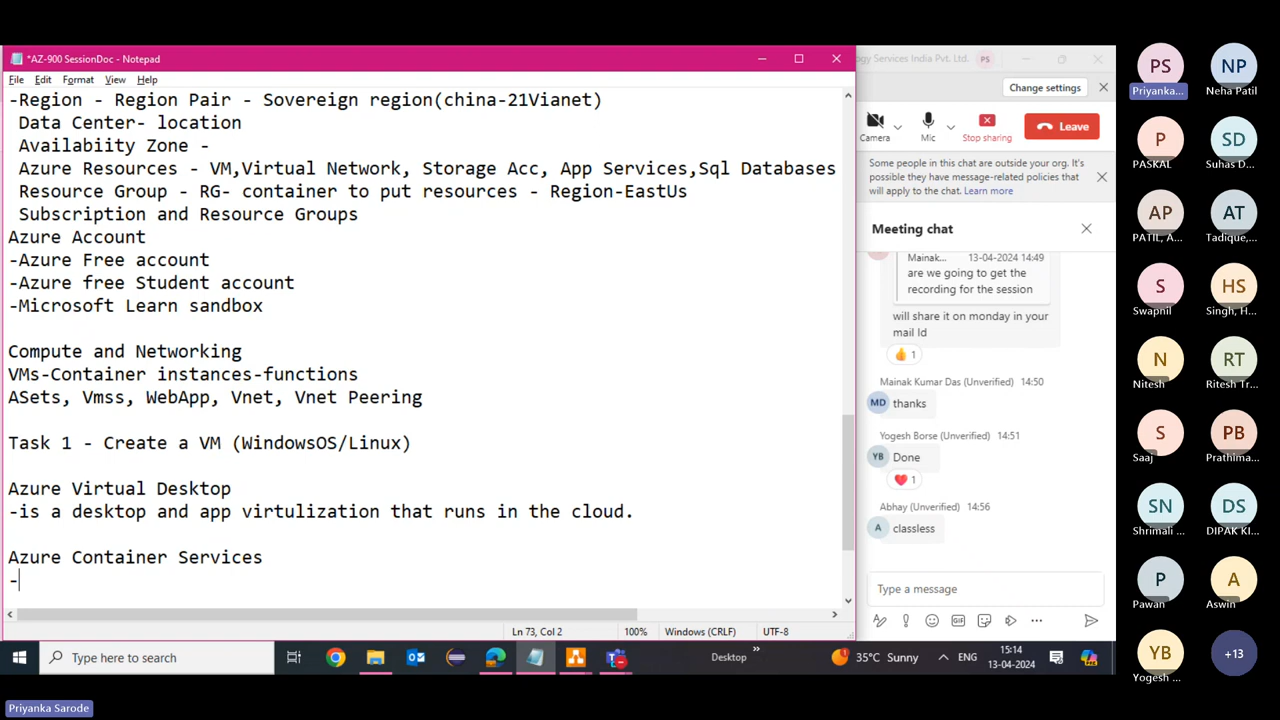 *AZ-900 SessionDoc - Notepad
File Edit Format View Help
-Region - Region Pair - Sovereign region(china-21Vianet)
Data Center- location
Availabiity Zone -
Azure Resources - VM,Virtual Network, Storage Acc, App Services,Sql Databases
Resource Group - RG- container to put resources - Region-EastUs
Subscription and Resource Groups
Azure Account
-Azure Free account
-Azure free Student account
-Microsoft Learn sandbox
Compute and Networking
VMs-Container instances-functions
ASets, Vmss, WebApp, Vnet, Vnet Peering
Task 1 - Create a VM (WindowsOS/Linux)
Azure Virtual Desktop
-is a desktop and app virtulization that runs in the cloud.
Azure Container Services
-
Ln 73, Col 2
100%
Windows (CRLF)
UTF-8
ogy Services India Pvt. Ltd.
PS
Change settings
Camera
Mic
Stop sharing
Leave
Some people in this chat are outside your org. It's
possible they have message-related policies that
will apply to the chat. Learn more
Meeting chat
Mainak... 13-04-2024 14:49
are we going to get the
recording for the session
will share it on monday in your
mail Id
👍 1
Mainak Kumar Das (Unverified) 14:50
MD thanks
Yogesh Borse (Unverified) 14:51
YB Done
❤️ 1
Abhay (Unverified) 14:56
A classless
Type a message
GIF
PS
Priyanka...
NP
Neha Patil
P
PASKAL
SD
Suhas D...
AP
PATIL, A...
AT
Tadique,...
S
Swapnil
HS
Singh, H...
N
Nitesh
RT
Ritesh Tr...
S
Saaj
PB
Prathima...
SN
Shrimali ...
DS
DIPAK KI...
P
Pawan
A
Aswin
YB
Yogesh ...
+13
Type here to search
Desktop
35°C Sunny
ENG
15:14
13-04-2024
Priyanka Sarode